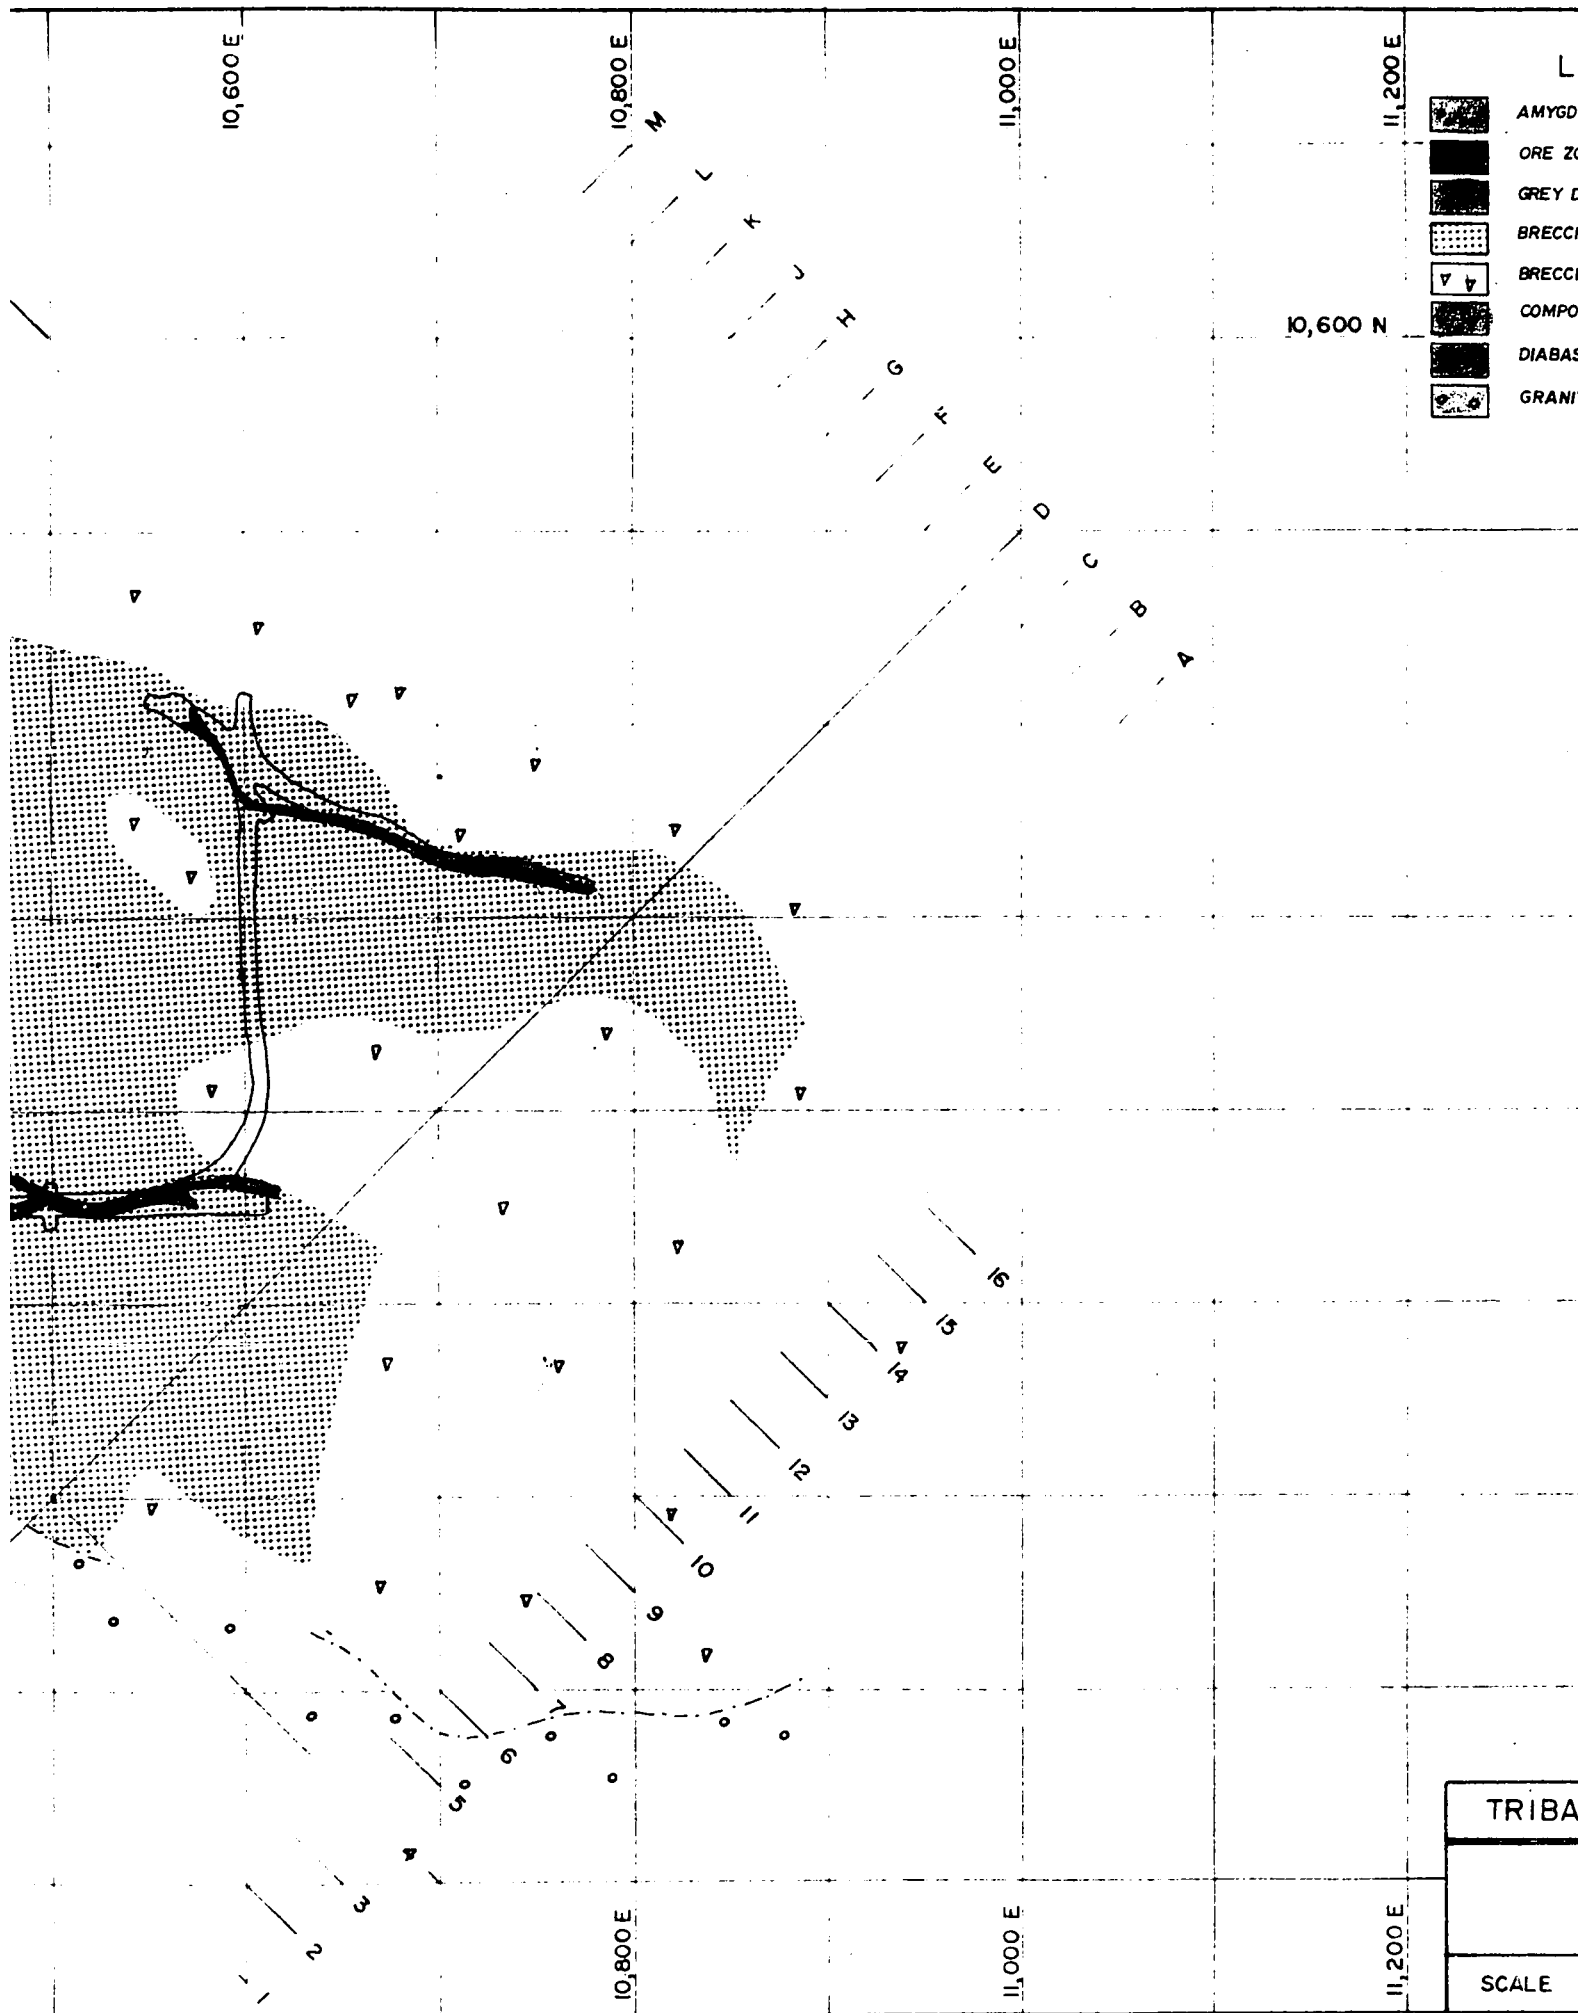 10,600 E
10,800 E
11,000 E
11,200 E
L
AMYGD
ORE ZO
GREY D
BRECCI
BRECCI
COMPO
DIABAS
GRANI
10,600 N
M
L
K
J
H
G
F
E
D
C
B
A
16
15
14
13
12
11
10
9
8
7
6
5
3
2
1
10,800 E
11,000 E
11,200 E
TRIBA
SCALE